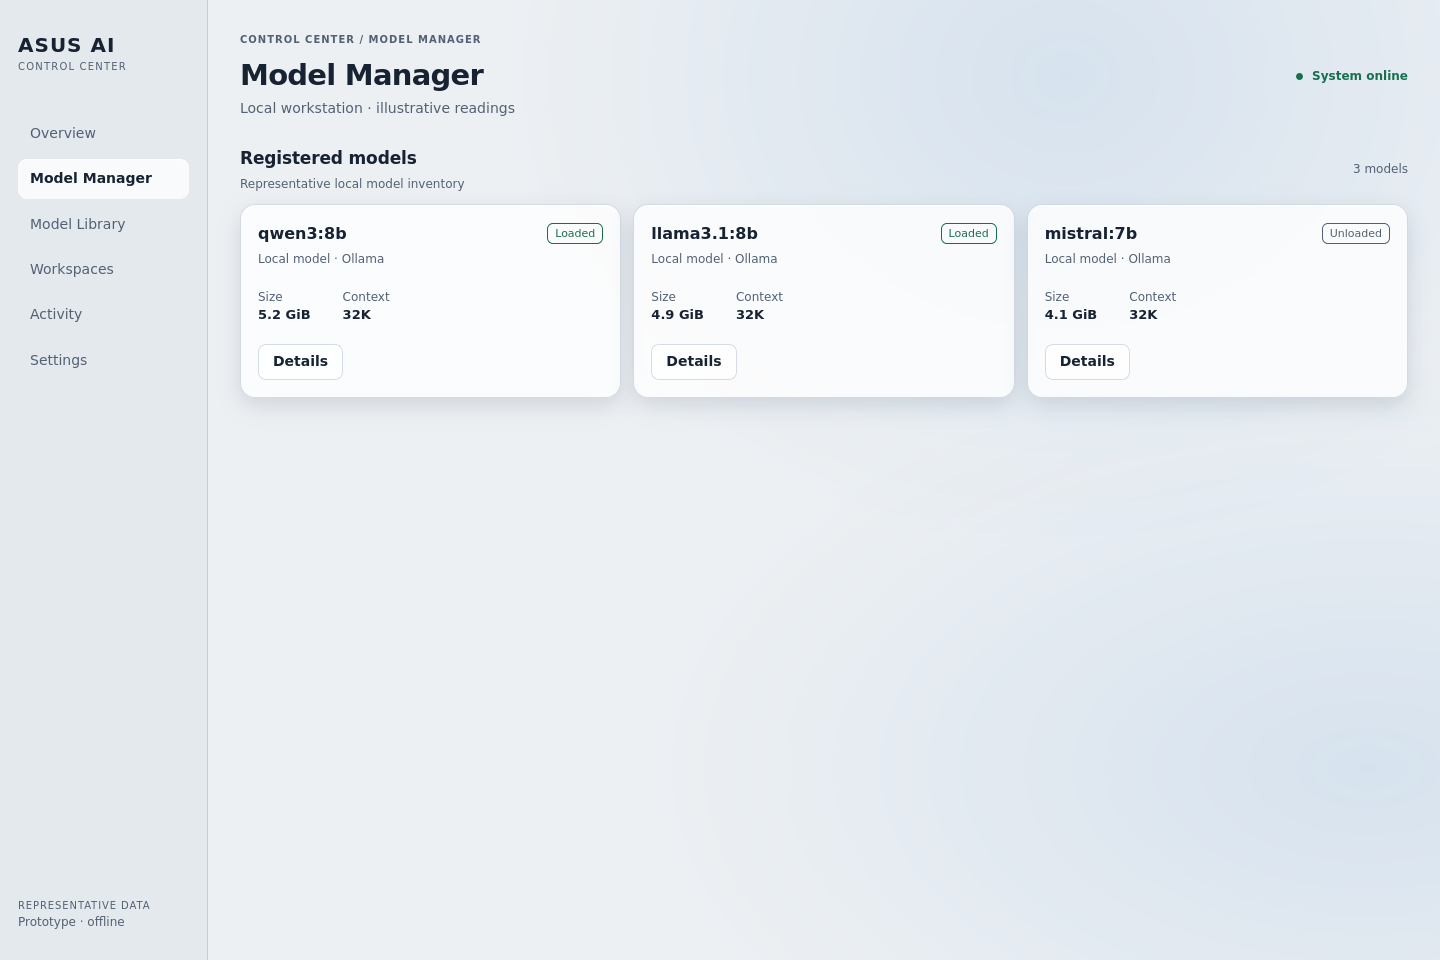 ASUS AI
CONTROL CENTER
Overview
Model Manager
Model Library
Workspaces
Activity
Settings
REPRESENTATIVE DATA
Prototype · offline
CONTROL CENTER / MODEL MANAGER
Model Manager
Local workstation · illustrative readings
System online
Registered models
Representative local model inventory
3 models
qwen3:8b
Loaded
Local model · Ollama
Size Context
5.2 GiB 32K
Details
llama3.1:8b
Loaded
Local model · Ollama
Size Context
4.9 GiB 32K
Details
mistral:7b
Unloaded
Local model · Ollama
Size Context
4.1 GiB 32K
Details